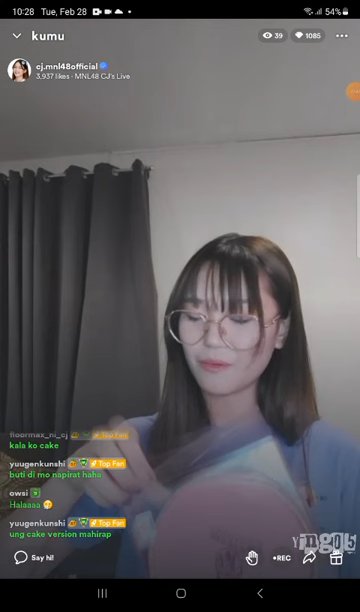 10:28 Tue, Feb 28 54%
kumu 39 1085
cj.mnl48official
3,937 likes · MNL48 CJ's Live
floormax_ni_cj Top Fan
kala ko cake
yuugenkunshi Top Fan
buti di mo napirat haha
owsi
Halaaaa
yuugenkunshi Top Fan
ung cake version mahirap
Say hi!
•REC